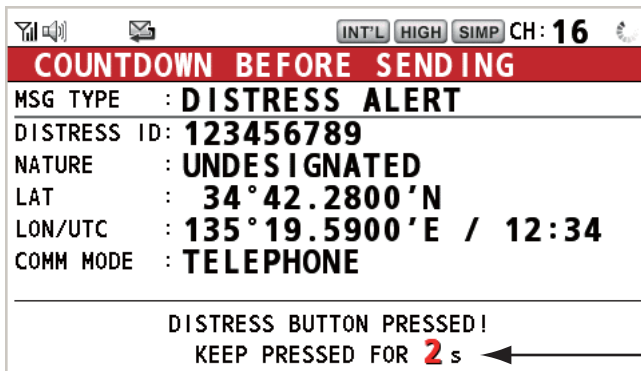 INT'L HIGH SIMP CH: 16
COUNTDOWN BEFORE SENDING
MSG TYPE : DISTRESS ALERT
DISTRESS ID: 123456789
NATURE : UNDESIGNATED
LAT : 34°42.2800'N
LON/UTC : 135°19.5900'E / 12:34
COMM MODE : TELEPHONE
DISTRESS BUTTON PRESSED!
KEEP PRESSED FOR 2 s